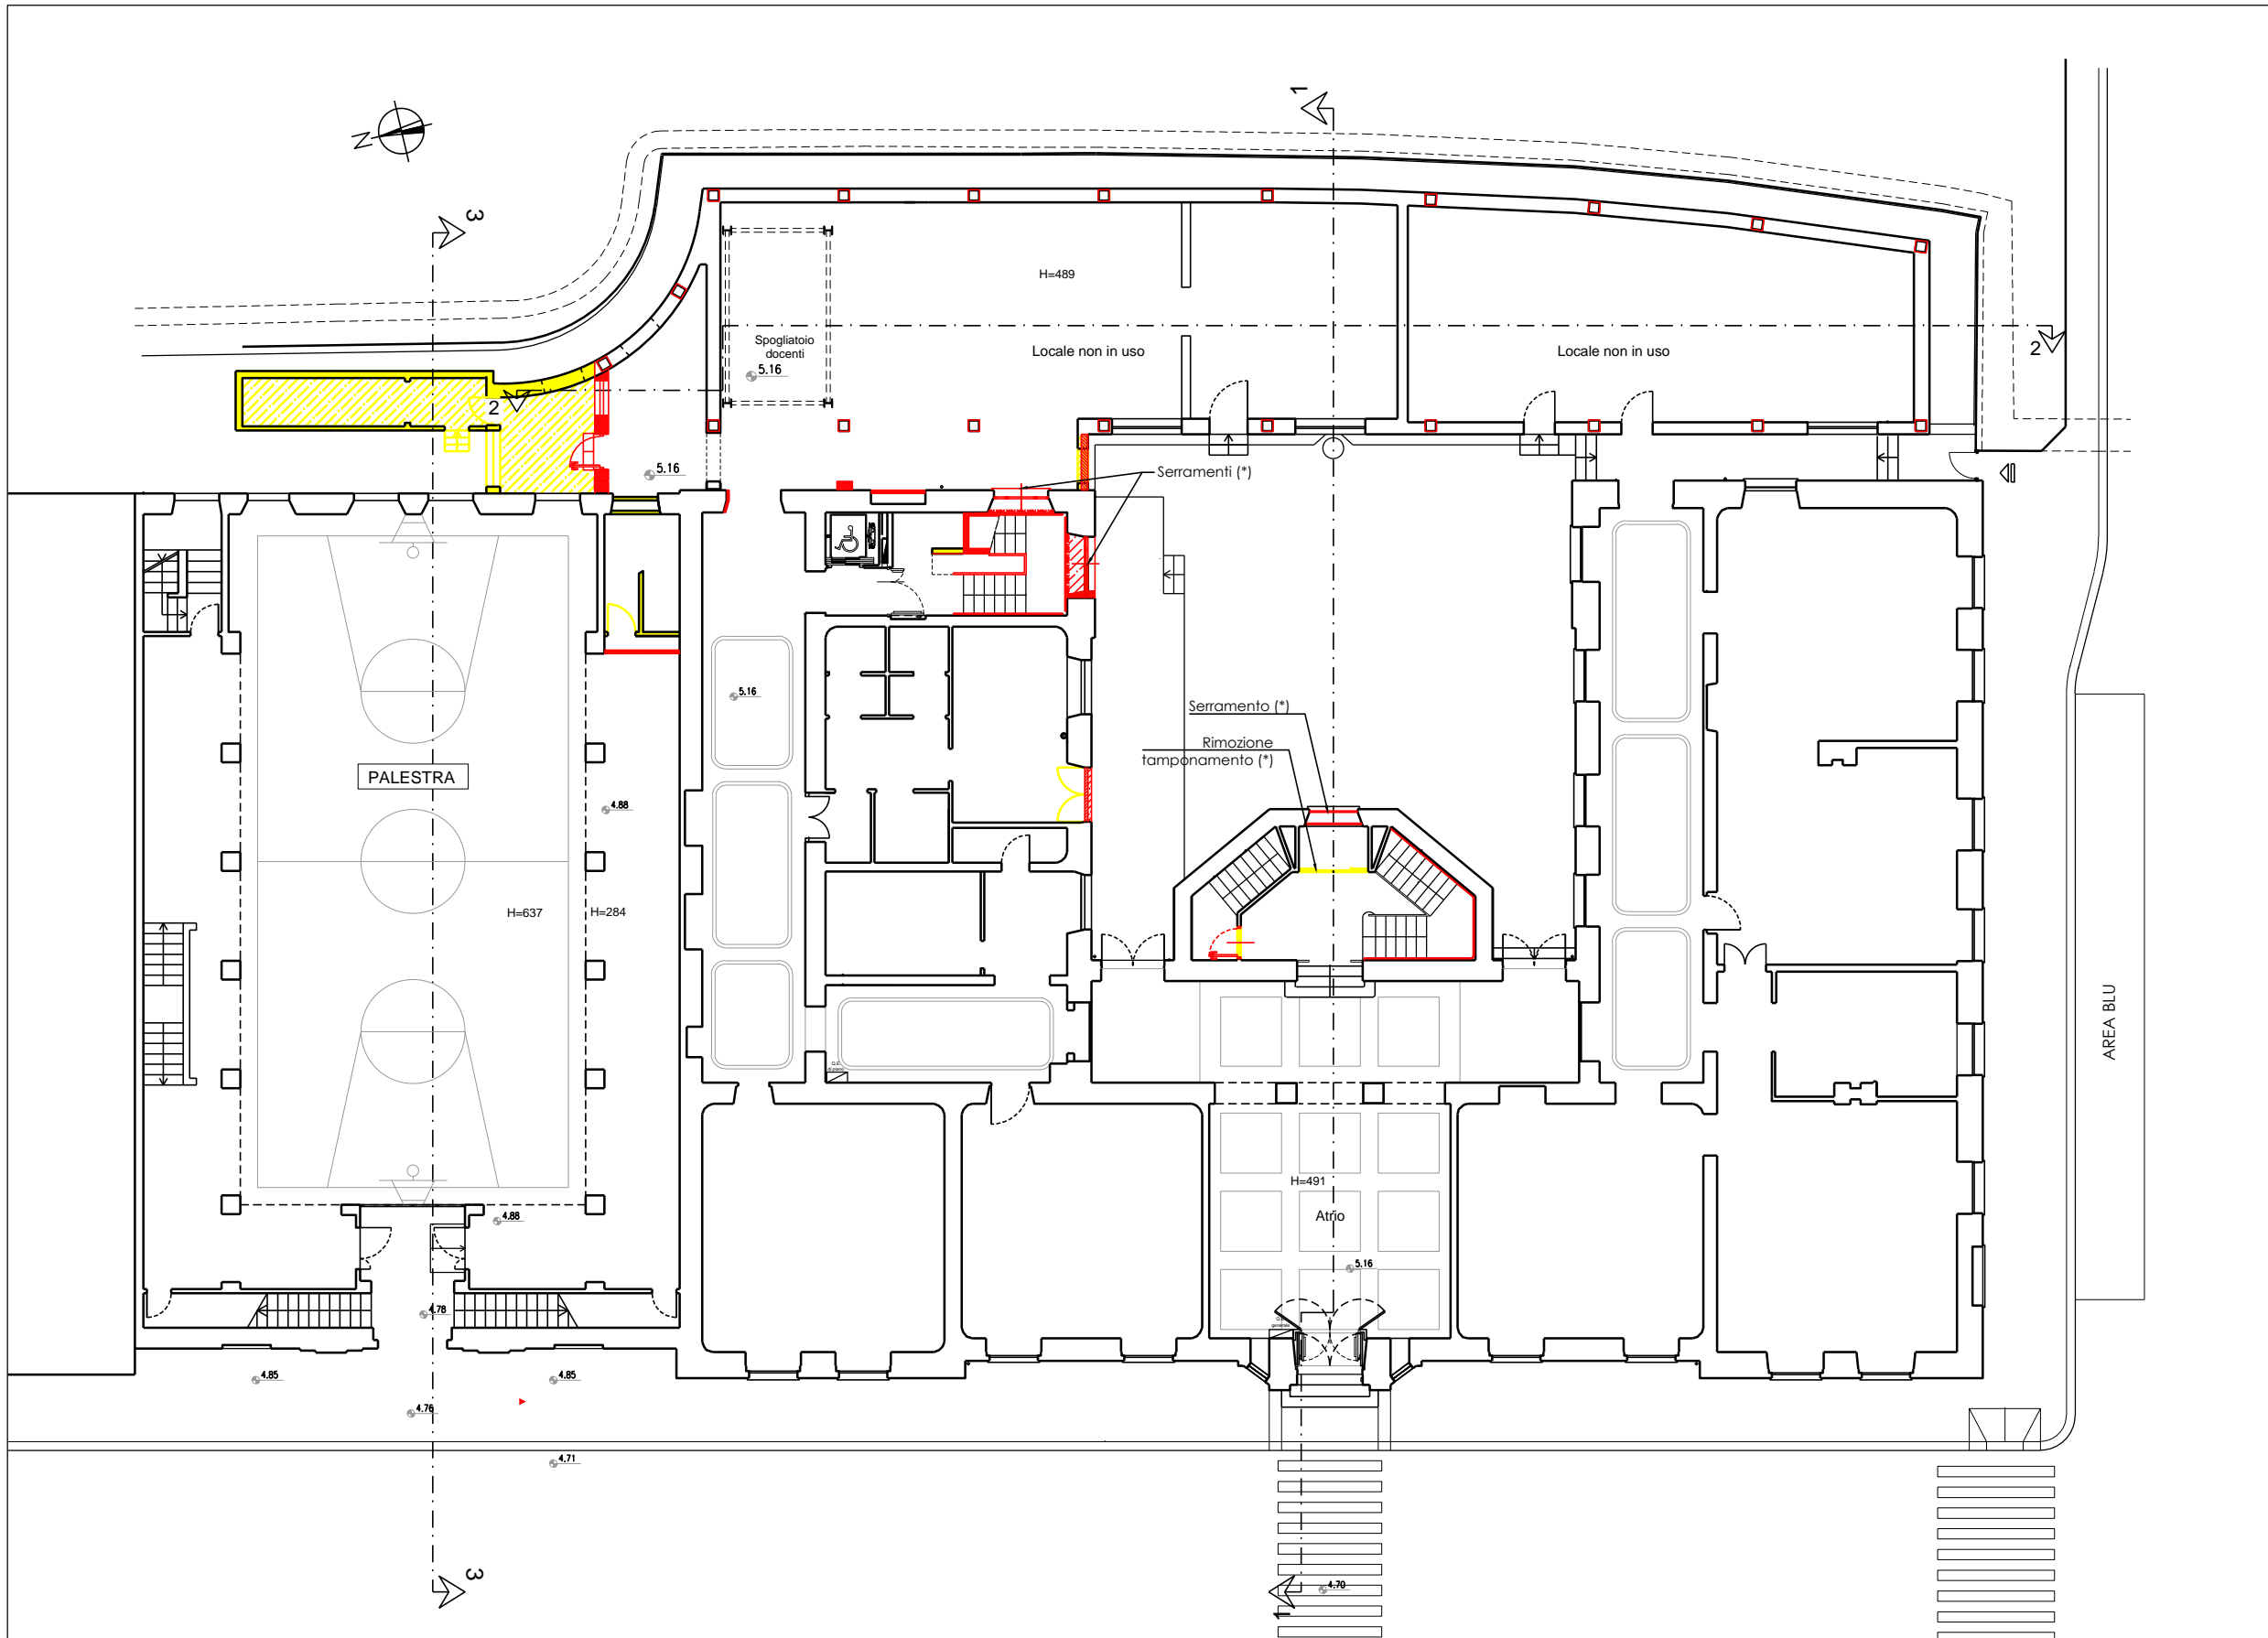 1
N
3
H=489
Spogliatoio
docenti
5.16
Locale non in uso
Locale non in uso
2
2
5.16
Serramenti (*)
5.16
Serramento (*)
Rimozione
tamponamento (*)
PALESTRA
4.88
H=637
H=284
AREA BLU
H=491
Atrio
4.88
5.16
4.78
4.85
4.85
4.76
4.71
3
4.70
1